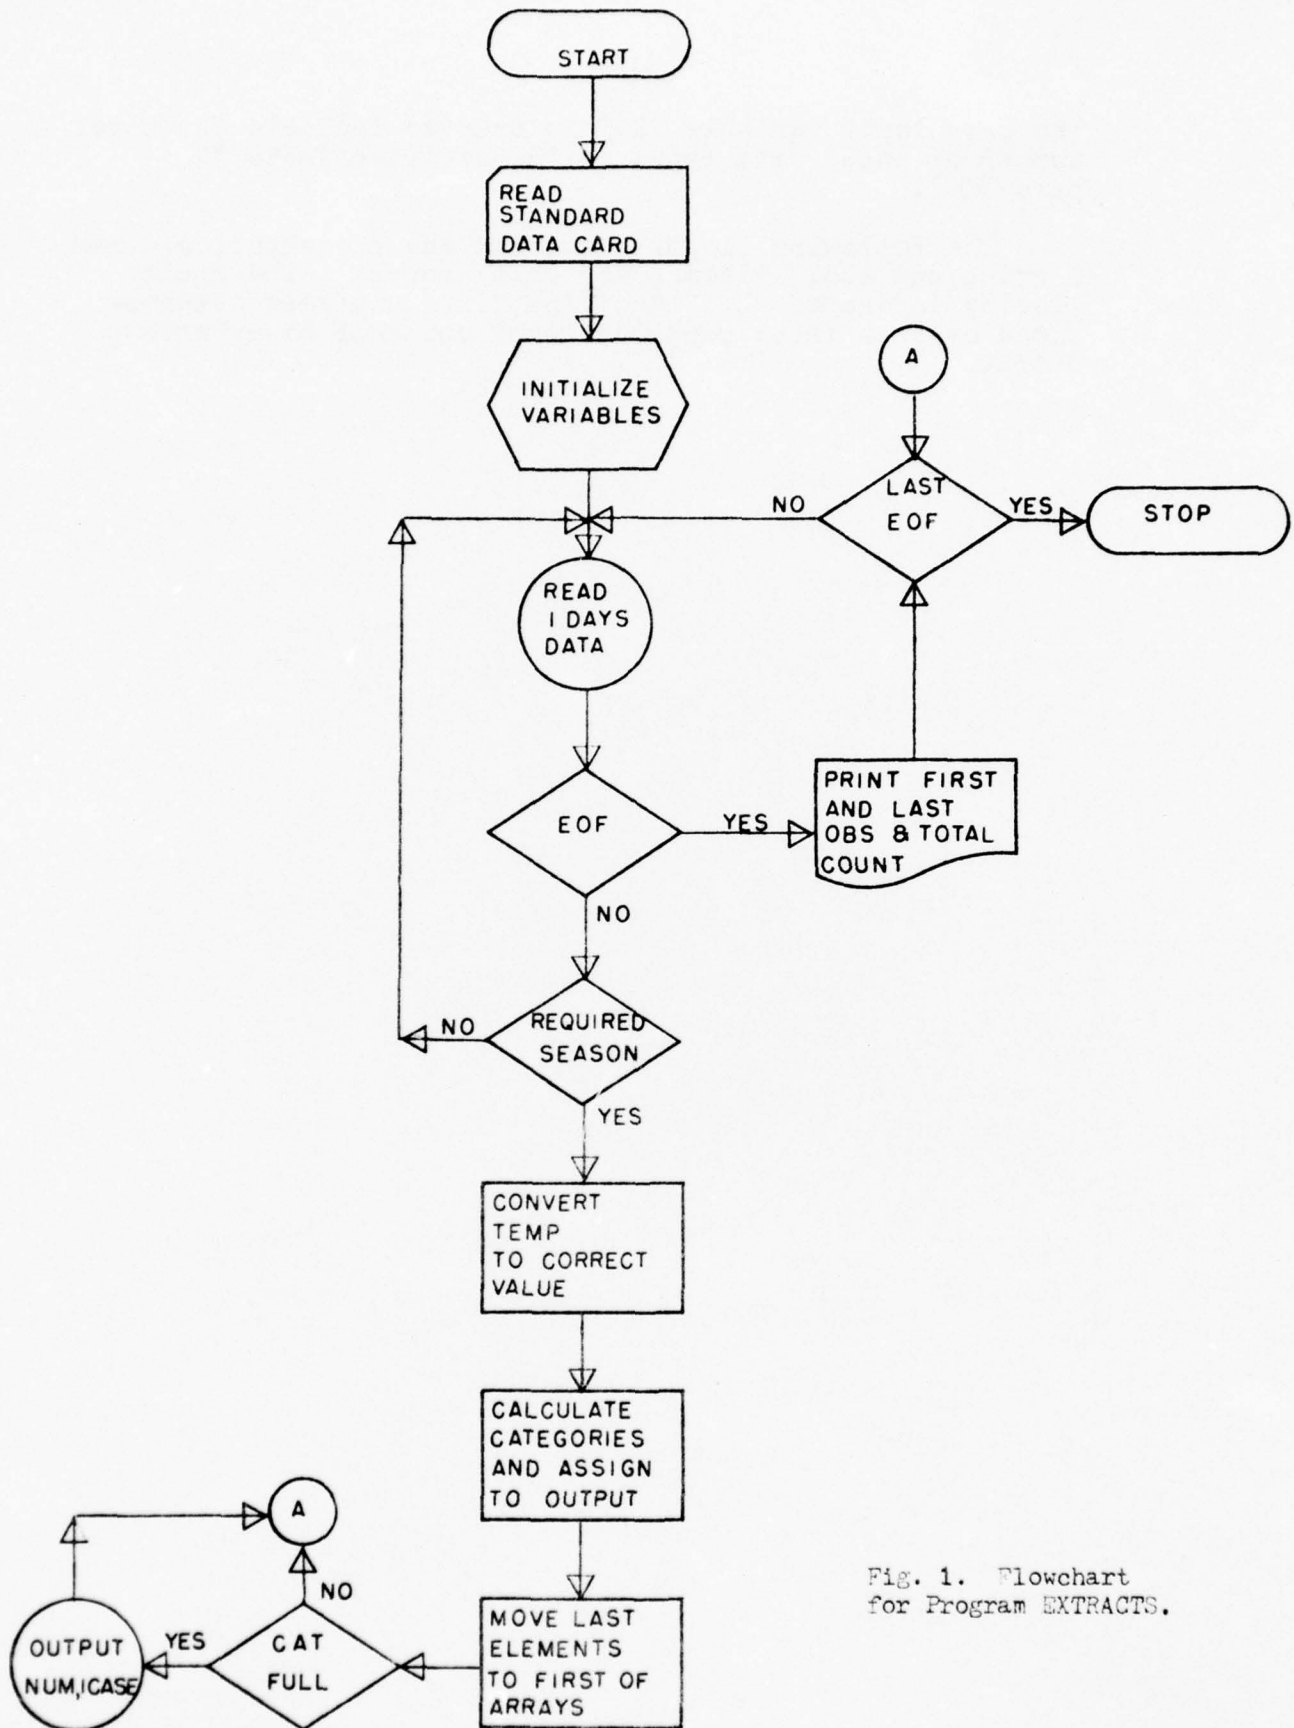 START
READ
STANDARD
DATA CARD
INITIALIZE
VARIABLES
A
LAST
EOF
NO
YES
STOP
READ
1 DAYS
DATA
EOF
YES
PRINT FIRST
AND LAST
OBS & TOTAL
COUNT
NO
REQUIRED
SEASON
NO
YES
CONVERT
TEMP
TO CORRECT
VALUE
CALCULATE
CATEGORIES
AND ASSIGN
TO OUTPUT
A
NO
MOVE LAST
ELEMENTS
TO FIRST OF
ARRAYS
CAT
FULL
YES
OUTPUT
NUM,ICASE
Fig. 1. Flowchart
for Program EXTRACTS.